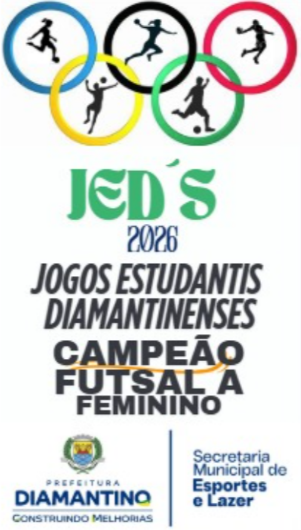 JED´S
2026
JOGOS ESTUDANTIS
DIAMANTINENSES
CAMPEÃO
FUTSAL A
FEMININO
PREFEITURA
DIAMANTINO
CONSTRUINDO MELHORIAS
Secretaria
Municipal de
Esportes
e Lazer